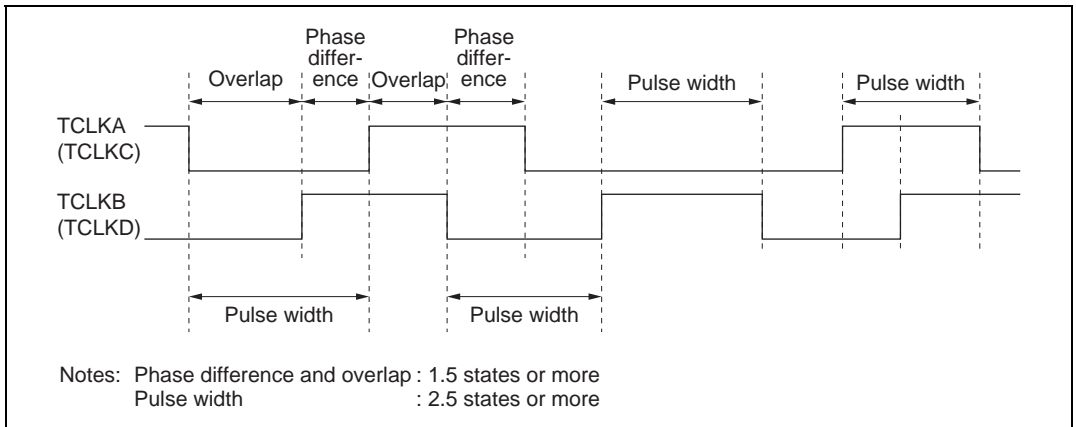 Phase
differ-
ence
Phase
differ-
ence
Overlap
Overlap
Pulse width
Pulse width
TCLKA
(TCLKC)
TCLKB
(TCLKD)
Pulse width
Pulse width
Notes: Phase difference and overlap : 1.5 states or more
Pulse width : 2.5 states or more